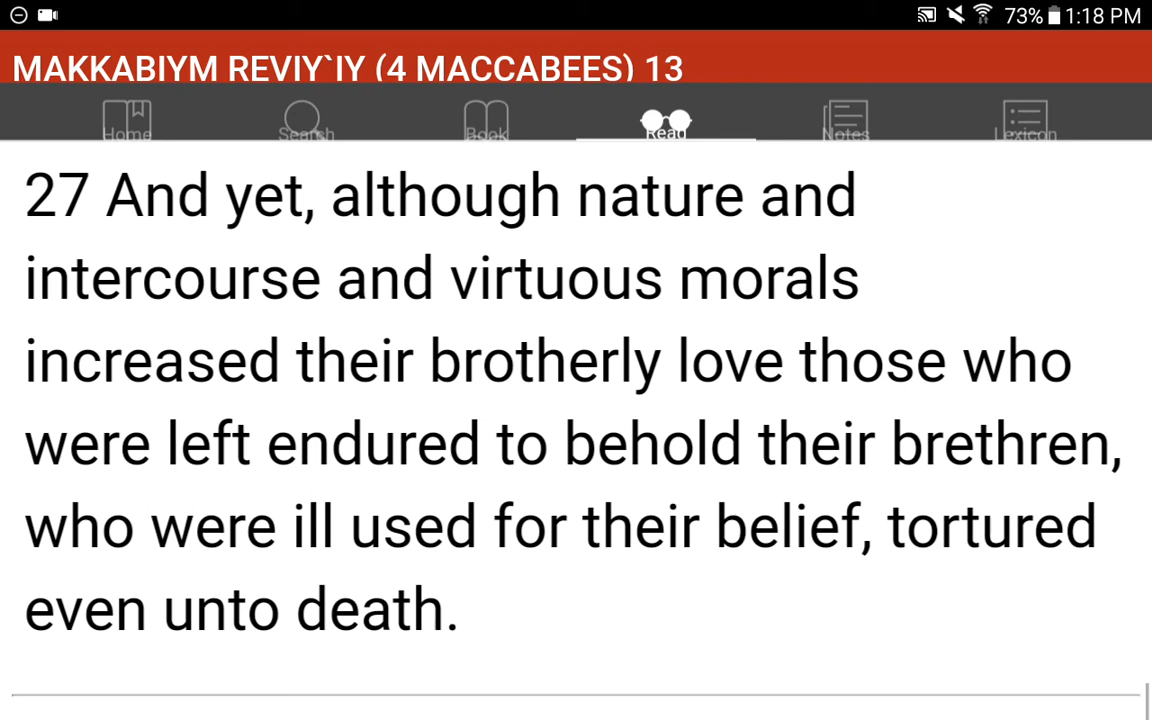 73% 1:18 PM
MAKKABIYM REVIY`IY (4 MACCABEES) 13
Home Search Book Read Notes Lexicon
27 And yet, although nature and
intercourse and virtuous morals
increased their brotherly love those who
were left endured to behold their brethren,
who were ill used for their belief, tortured
even unto death.